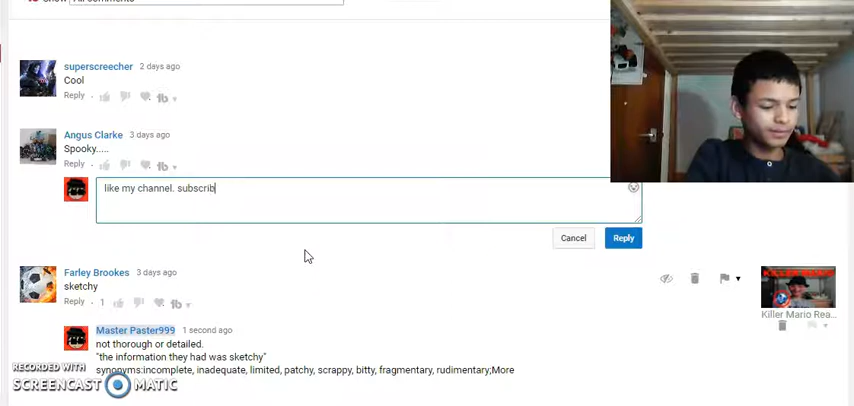 superscreecher 2 days ago
Cool
Reply
Angus Clarke 3 days ago
Spooky.....
Reply
like my channel. subscrib
Cancel Reply
Farley Brookes 3 days ago
sketchy
Reply 1
KILLER MARIO
Killer Mario Rea...
Master Paster999 1 second ago
not thorough or detailed.
"the information they had was sketchy"
synonyms:incomplete, inadequate, limited, patchy, scrappy, bitty, fragmentary, rudimentary;More
RECORDED WITH
SCREENCAST MATIC